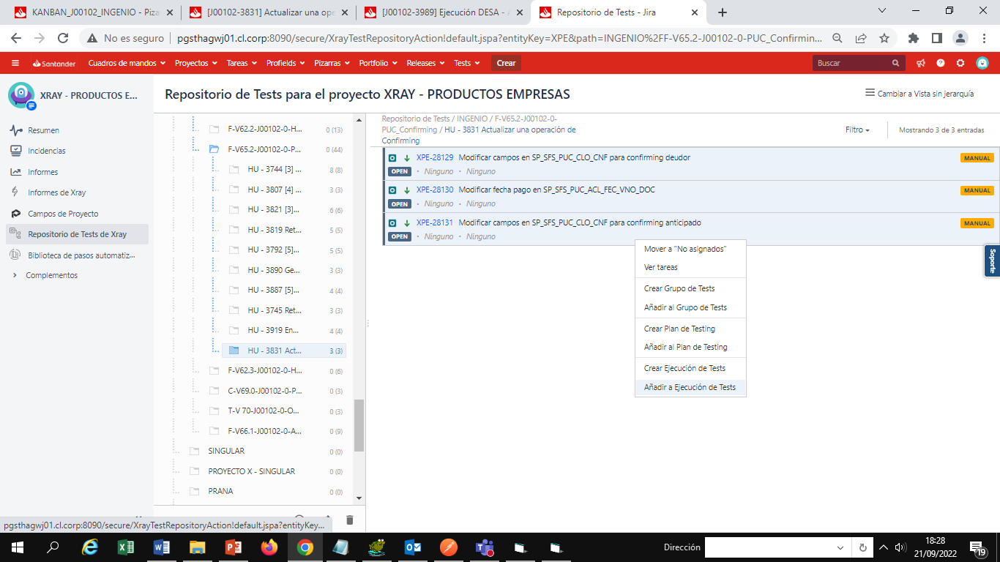 KANBAN_J00102_INGENIO - Piza
[J00102-3831] Actualizar una ope
[J00102-3989] Ejecución DESA - A
Repositorio de Tests - Jira
No es seguro
pgsthagwj01.cl.corp:8090/secure/XrayTestRepositoryAction!default.jspa?entityKey=XPE&path=INGENIO%2FF-V65.2-J00102-0-PUC_Confirmin...
Santander
Cuadros de mandos
Proyectos
Tareas
Profields
Pizarras
Portfolio
Releases
Tests
Crear
Buscar
XRAY - PRODUCTOS E...
Repositorio de Tests para el proyecto XRAY - PRODUCTOS EMPRESAS
Cambiar a Vista sin jerarquía
Resumen
Incidencias
Informes
Informes de Xray
Campos de Proyecto
Repositorio de Tests de Xray
Biblioteca de pasos automatiz...
Complementos
F-V62.2-J00102-0-H... 0 (13)
F-V65.2-J00102-0-P... 0 (44)
HU - 3744 [3] ... 8 (8)
HU - 3807 [4] ... 3 (3)
HU - 3821 [3]... 6 (6)
HU - 3819 Ret... 5 (5)
HU - 3792 [5]... 5 (5)
HU - 3890 Ge... 3 (3)
HU - 3887 [5]... 4 (4)
HU - 3745 Ret... 3 (3)
HU - 3919 En... 4 (4)
HU - 3831 Act... 3 (3)
F-V62.3-J00102-0-H... 0 (6)
C-V69.0-J00102-0-P... 0 (3)
T-V 70-J00102-0-O... 0 (3)
F-V66.1-J00102-0-A... 0 (9)
SINGULAR 0 (0)
PROYECTO X - SINGULAR 0 (0)
PRANA 0 (0)
Repositorio de Tests / INGENIO / F-V65.2-J00102-0-
PUC_Confirming / HU - 3831 Actualizar una operación de
Confirming
Filtro
Mostrando 3 de 3 entradas
XPE-28129 Modificar campos en SP_SFS_PUC_CLO_CNF para confirming deudor MANUAL
OPEN · Ninguno · Ninguno
XPE-28130 Modificar fecha pago en SP_SFS_PUC_ACL_FEC_VNO_DOC MANUAL
OPEN · Ninguno · Ninguno
XPE-28131 Modificar campos en SP_SFS_PUC_CLO_CNF para confirming anticipado MANUAL
OPEN · Ninguno · Ninguno
Mover a "No asignados"
Ver tareas
Crear Grupo de Tests
Añadir al Grupo de Tests
Crear Plan de Testing
Añadir al Plan de Testing
Crear Ejecución de Tests
Añadir a Ejecución de Tests
Soporte
pgsthagwj01.cl.corp:8090/secure/XrayTestRepositoryAction!default.jspa?entityKey...
Dirección
18:28
21/09/2022
19